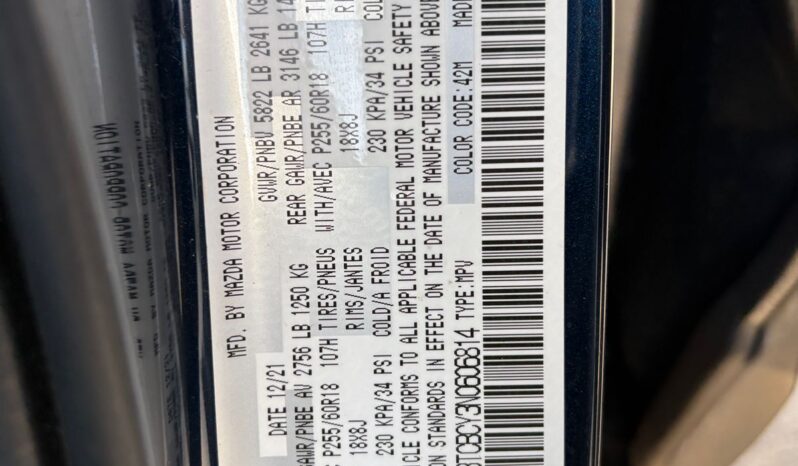 MFD. BY MAZDA MOTOR CORPORATION
DATE 12/21 GVWR/PNBV 5822 LB 2641 KG
GAWR/PNBE AV 2756 LB 1250 KG REAR GAWR/PNBE AR 3146 LB
P255/60R18 107H TIRES/PNEUS WITH/AVEC P255/60R18 107H
18X8J RIMS/JANTES 18X8J
230 KPA/34 PSI COLD/A FROID 230 KPA/34 PSI
CONFORMS TO ALL APPLICABLE FEDERAL MOTOR VEHICLE SAFETY
STANDARDS IN EFFECT ON THE DATE OF MANUFACTURE SHOWN ABOVE
TYPE:MPV COLOR CODE:42M